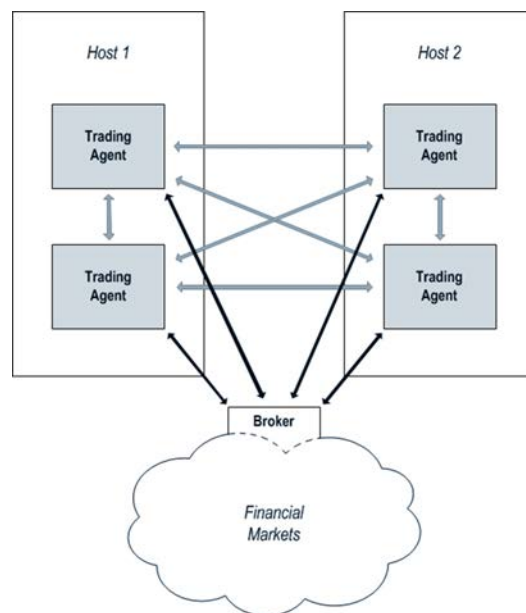 Host 1
Host 2
Trading
Agent
Trading
Agent
Trading
Agent
Trading
Agent
Broker
Financial
Markets